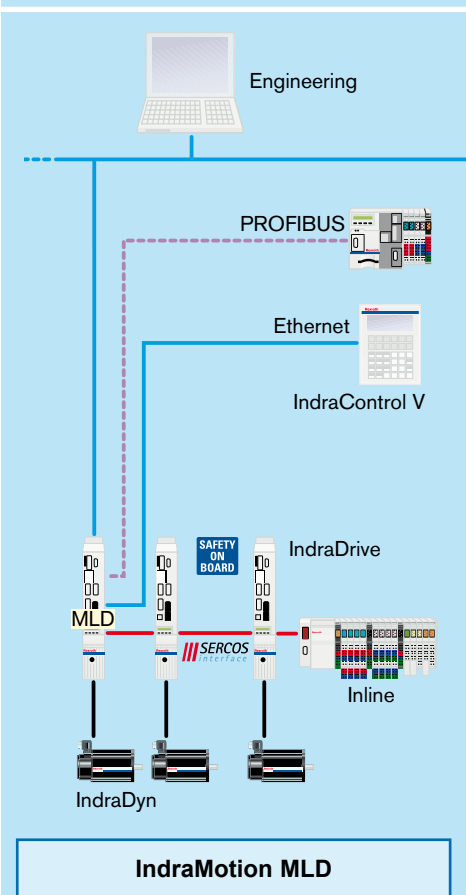 Engineering
PROFIBUS
Ethernet
IndraControl V
SAFETY
ON
BOARD
IndraDrive
MLD
SERCOS
interface
Inline
IndraDyn
IndraMotion MLD